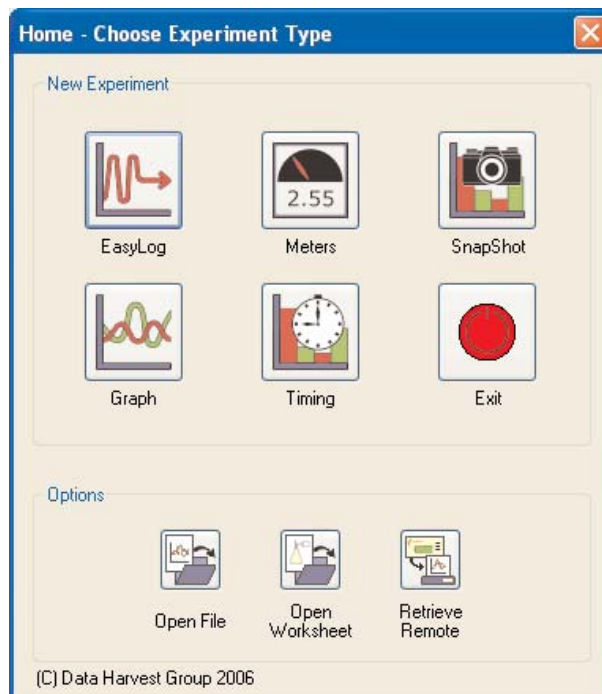 Home - Choose Experiment Type
New Experiment
2.55
EasyLog
Meters
SnapShot
Graph
Timing
Exit
Options
Open File
Open
Worksheet
Retrieve
Remote
(C) Data Harvest Group 2006